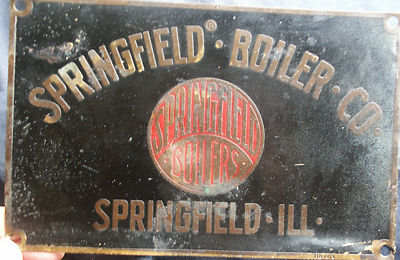 SPRINGFIELD® BOILER · CO ·
SPRINGFIELD
· BOILERS ·
SPRINGFIELD · ILL ·